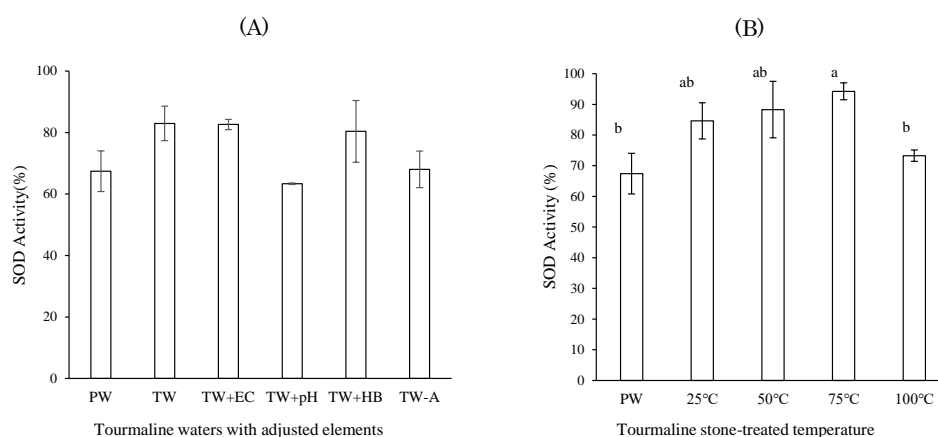 (A)
SOD Activity(%)
100
80
60
40
20
0
PW TW TW+EC TW+pH TW+HB TW-A
Tourmaline waters with adjusted elements
(B)
SOD Activity (%)
100
90
80
70
60
50
40
30
20
10
0
b ab ab a b
PW 25℃ 50℃ 75℃ 100℃
Tourmaline stone-treated temperature